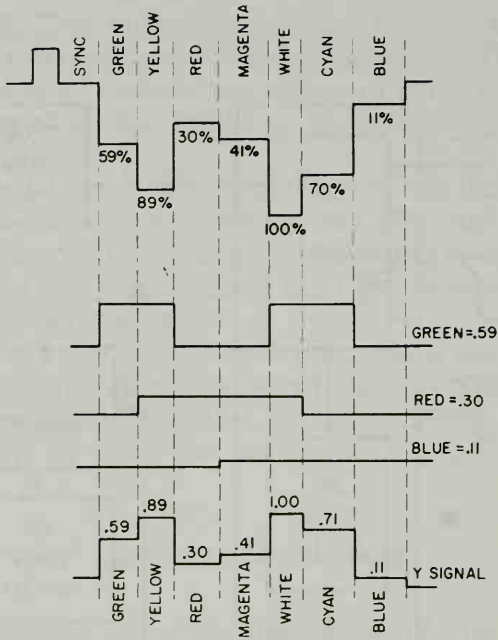 SYNC
GREEN
YELLOW
RED
MAGENTA
WHITE
CYAN
BLUE
59%
89%
30%
41%
100%
70%
11%
GREEN=.59
RED=.30
BLUE=.11
.59
.89
.30
.41
1.00
.71
.11
Y SIGNAL
GREEN
YELLOW
RED
MAGENTA
WHITE
CYAN
BLUE